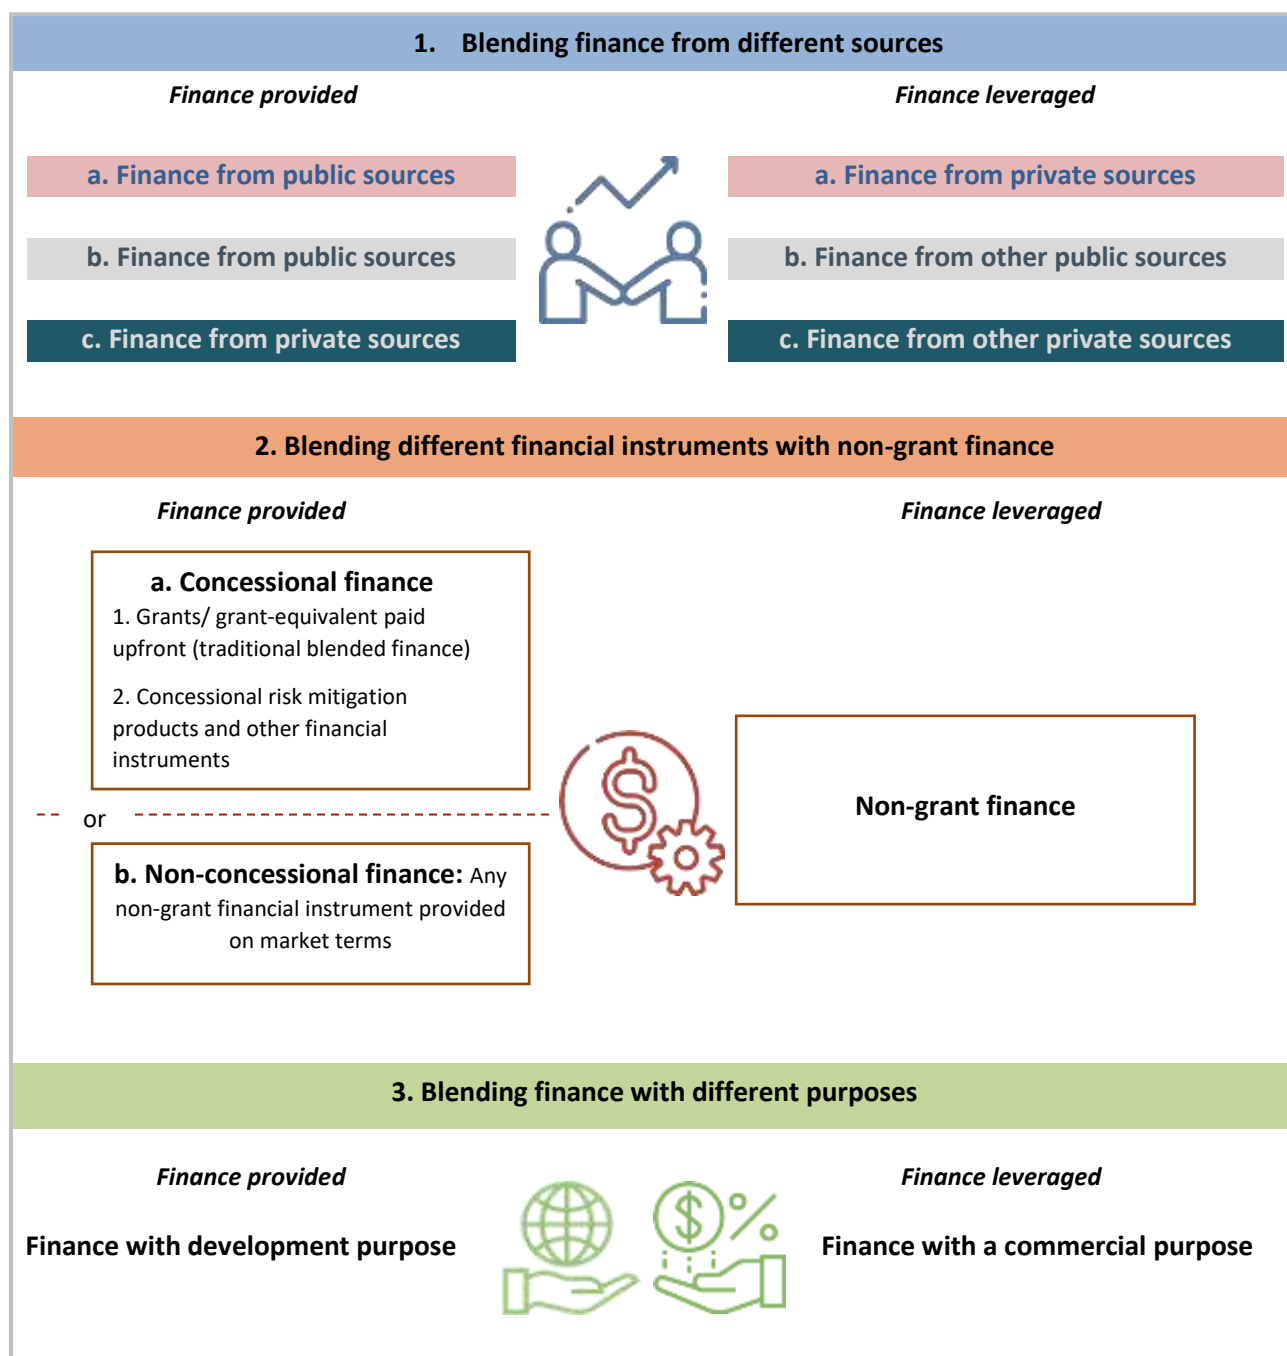 1. Blending finance from different sources
Finance provided
Finance leveraged
a. Finance from public sources
a. Finance from private sources
b. Finance from public sources
b. Finance from other public sources
c. Finance from private sources
c. Finance from other private sources
2. Blending different financial instruments with non-grant finance
Finance provided
Finance leveraged
a. Concessional finance
1. Grants/ grant-equivalent paid
upfront (traditional blended finance)
2. Concessional risk mitigation
products and other financial
instruments
or
b. Non-concessional finance: Any
non-grant financial instrument provided
on market terms
$
Non-grant finance
3. Blending finance with different purposes
Finance provided
Finance leveraged
Finance with development purpose
$ %
Finance with a commercial purpose